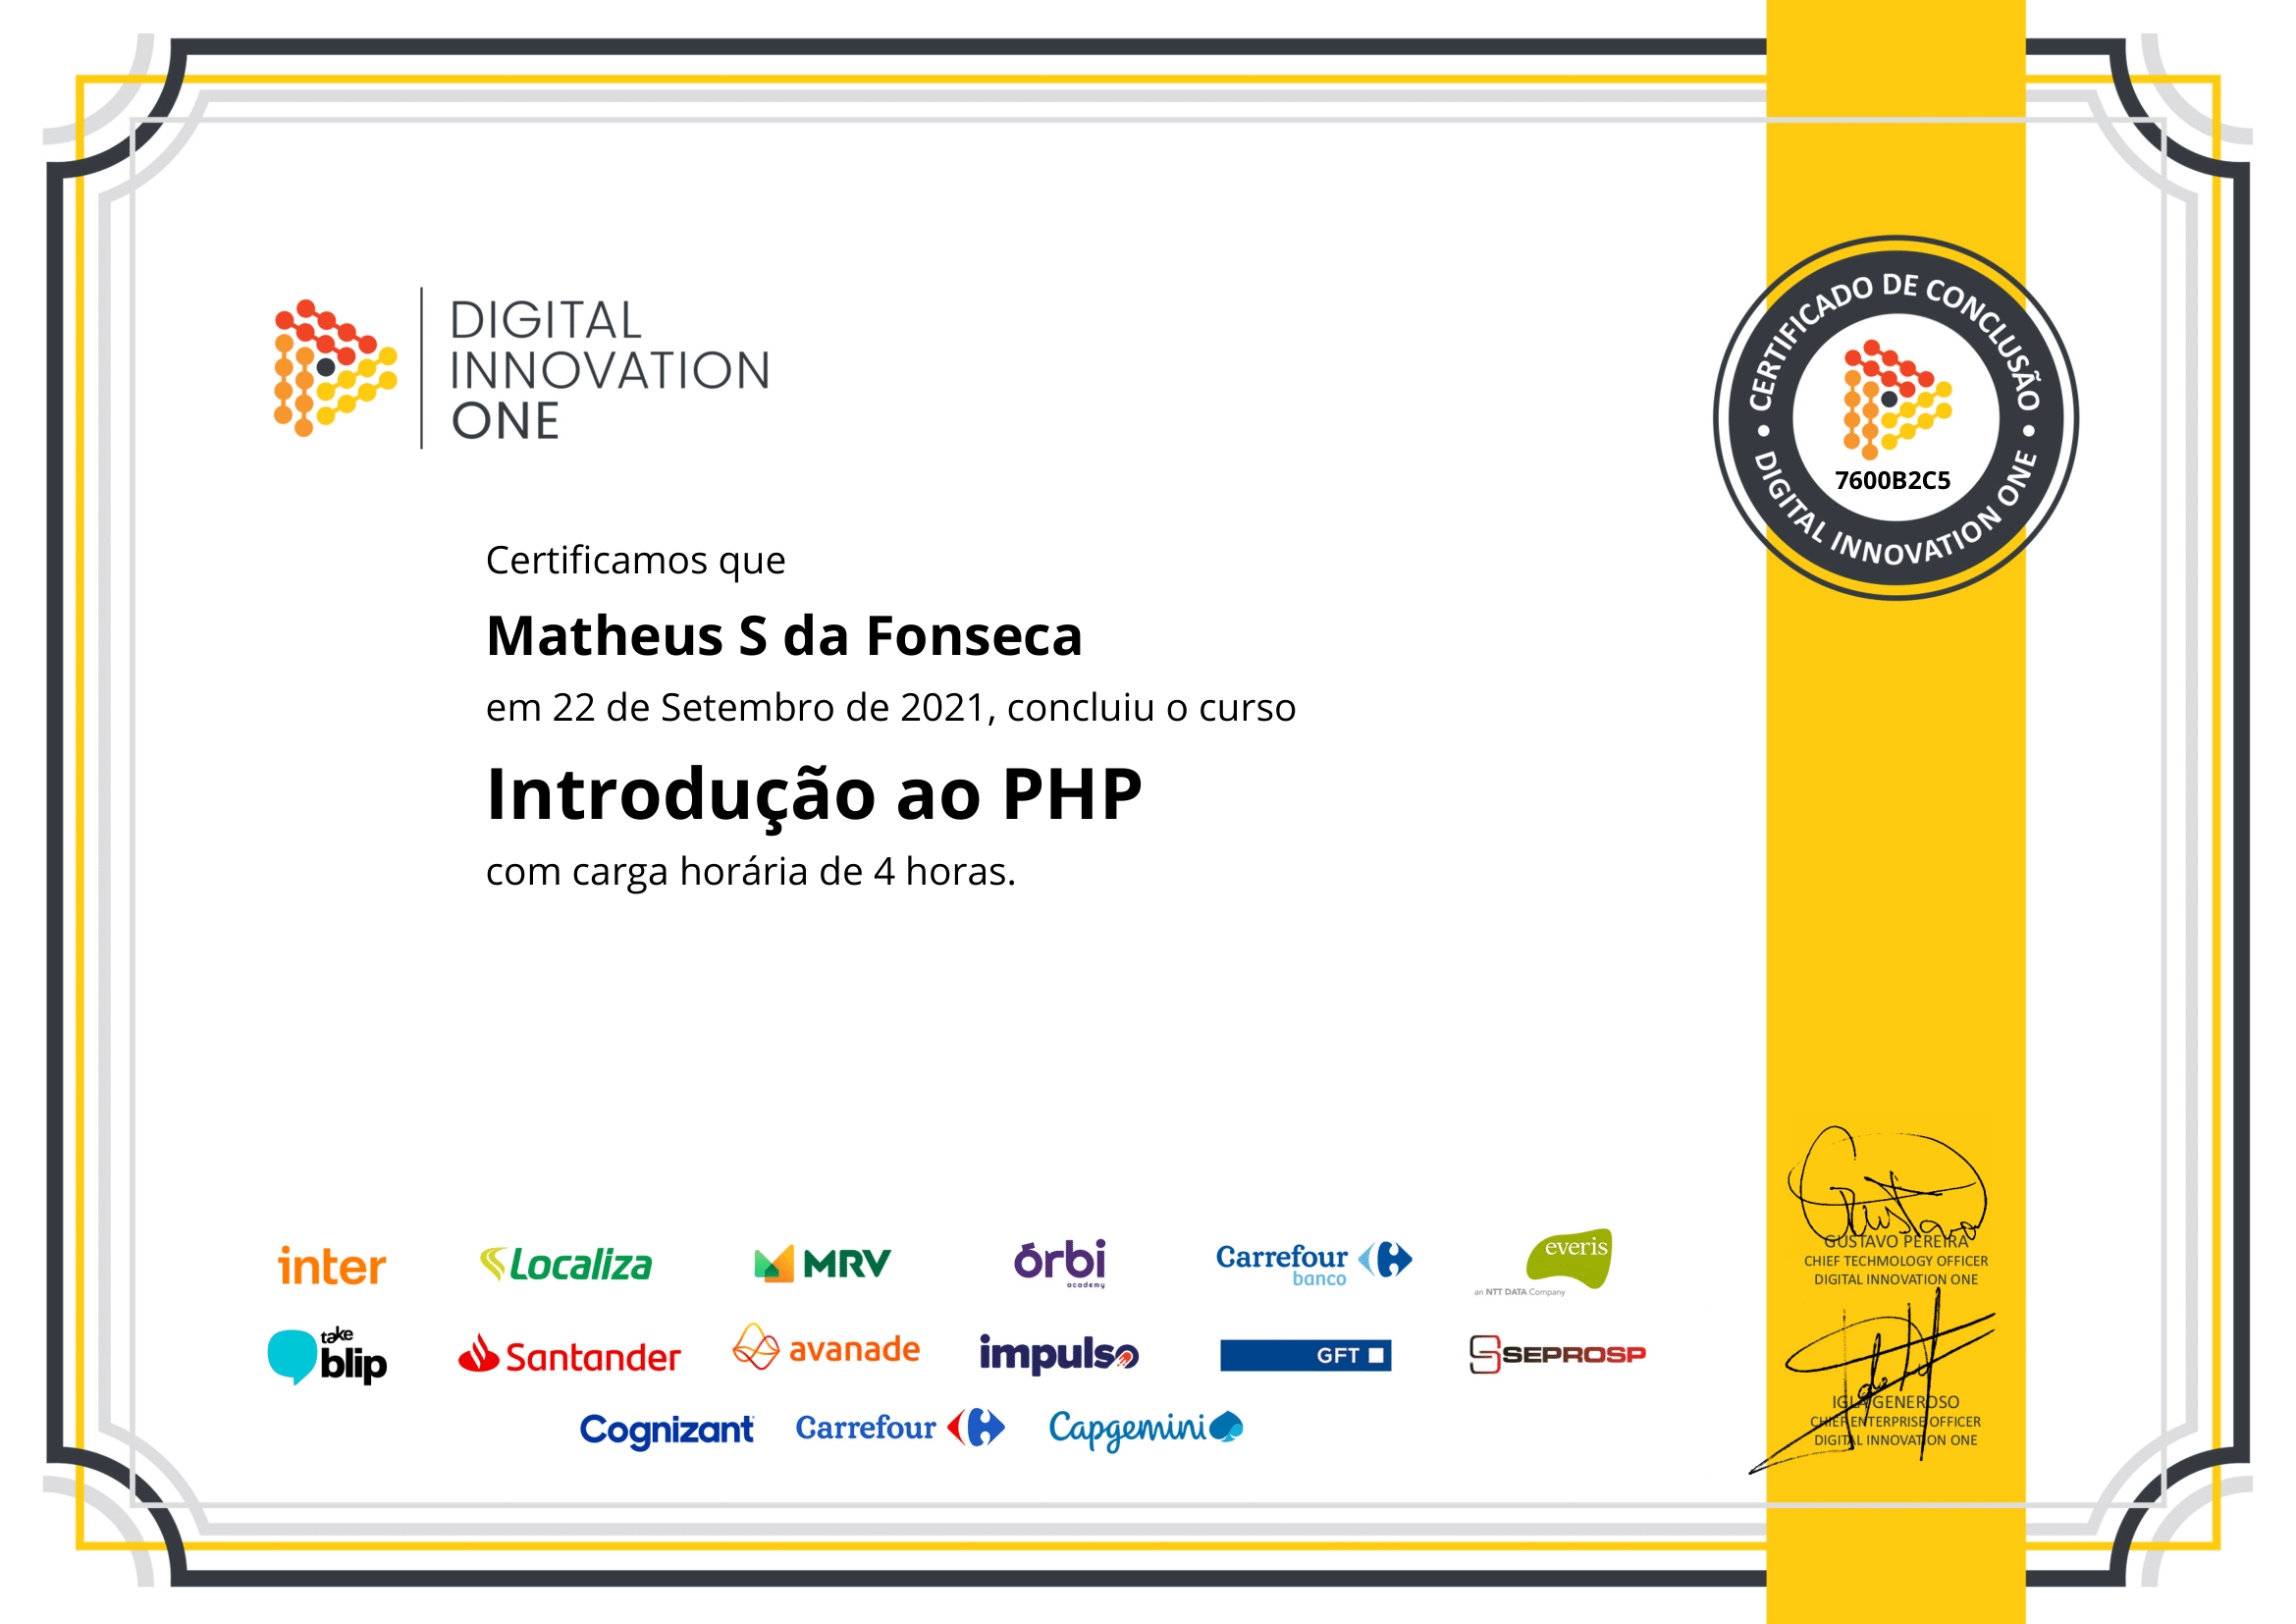 DIGITAL
INNOVATION
ONE
CERTIFICADO DE CONCLUSÃO
7600B2C5
• DIGITAL INNOVATION ONE •
Certificamos que
Matheus S da Fonseca
em 22 de Setembro de 2021, concluiu o curso
Introdução ao PHP
com carga horária de 4 horas.
inter
Localiza
MRV
órbi
academy
Carrefour
banco
everis
an NTT DATA Company
take
blip
Santander
avanade
impulso
GFT
SEPROSP
Cognizant
Carrefour
Capgemini
Gustavo
GUSTAVO PEREIRA
CHIEF TECHMOLOGY OFFICER
DIGITAL INNOVATION ONE
IGLA GENEROSO
CHIEF ENTERPRISE OFFICER
DIGITAL INNOVATION ONE